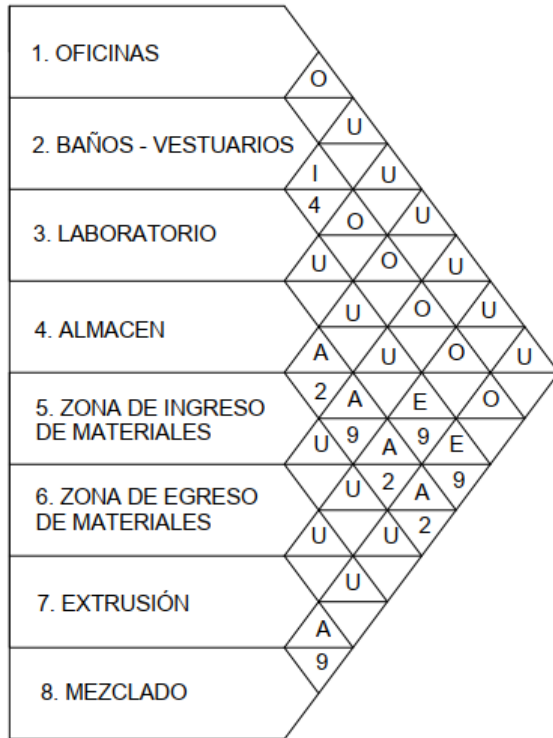 1. OFICINAS
O
U
2. BAÑOS - VESTUARIOS
I U
4 O U
3. LABORATORIO
U O U
U O U
4. ALMACEN
A U O U
2 A E O
5. ZONA DE INGRESO
DE MATERIALES
U 9 A 9 E
U 2 A 9
6. ZONA DE EGRESO
DE MATERIALES
U U 2
U
7. EXTRUSIÓN
A
9
8. MEZCLADO